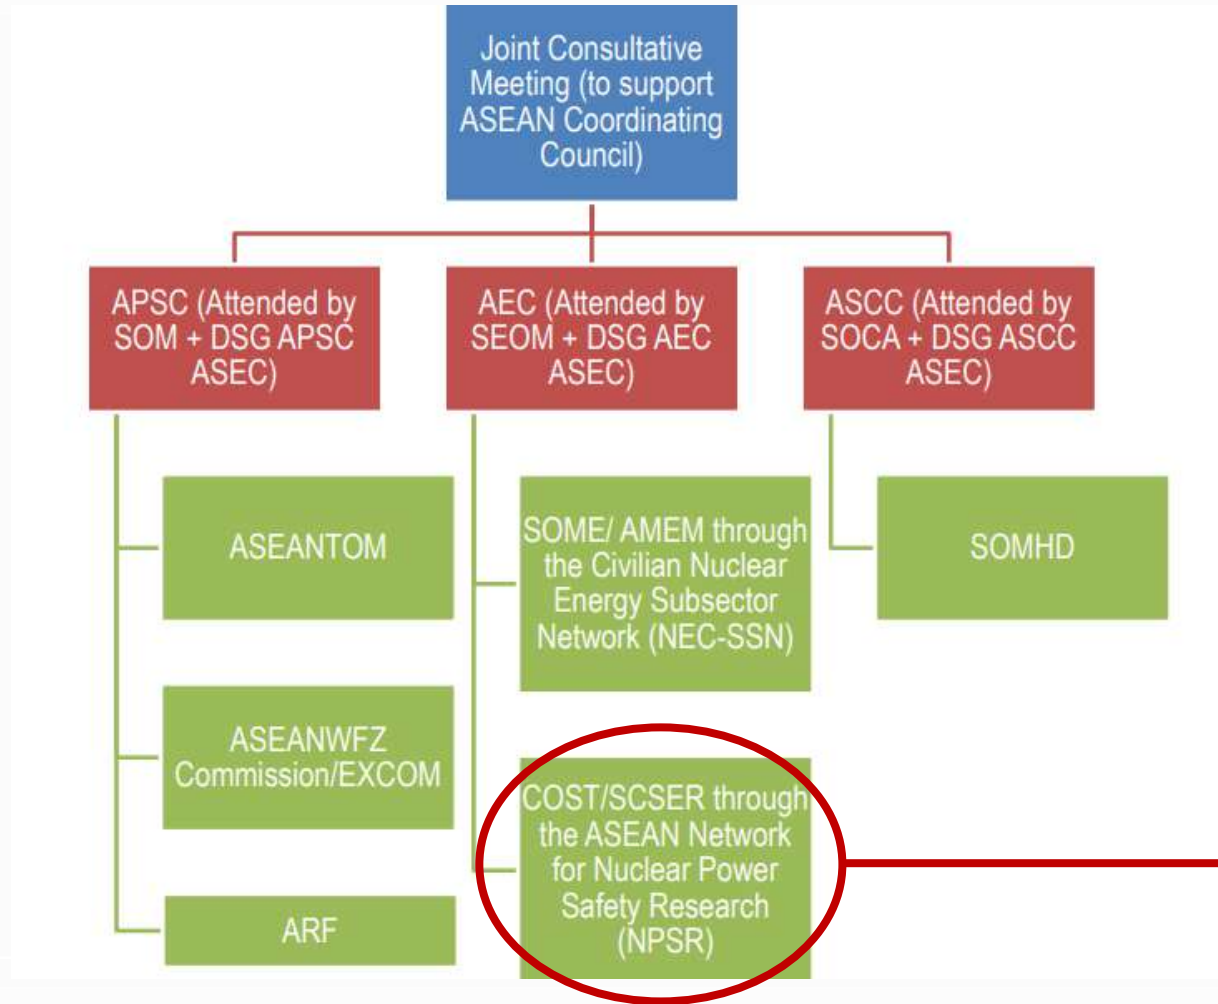 Joint Consultative
Meeting (to support
ASEAN Coordinating
Council)
APSC (Attended by
SOM + DSG APSC
ASEC)
AEC (Attended by
SEOM + DSG AEC
ASEC)
ASCC (Attended by
SOCA + DSG ASCC
ASEC)
ASEANTOM
SOME/ AMEM through
the Civilian Nuclear
Energy Subsector
Network (NEC-SSN)
SOMHD
ASEANWFZ
Commission/EXCOM
COST/SCSER through
the ASEAN Network
for Nuclear Power
Safety Research
(NPSR)
ARF